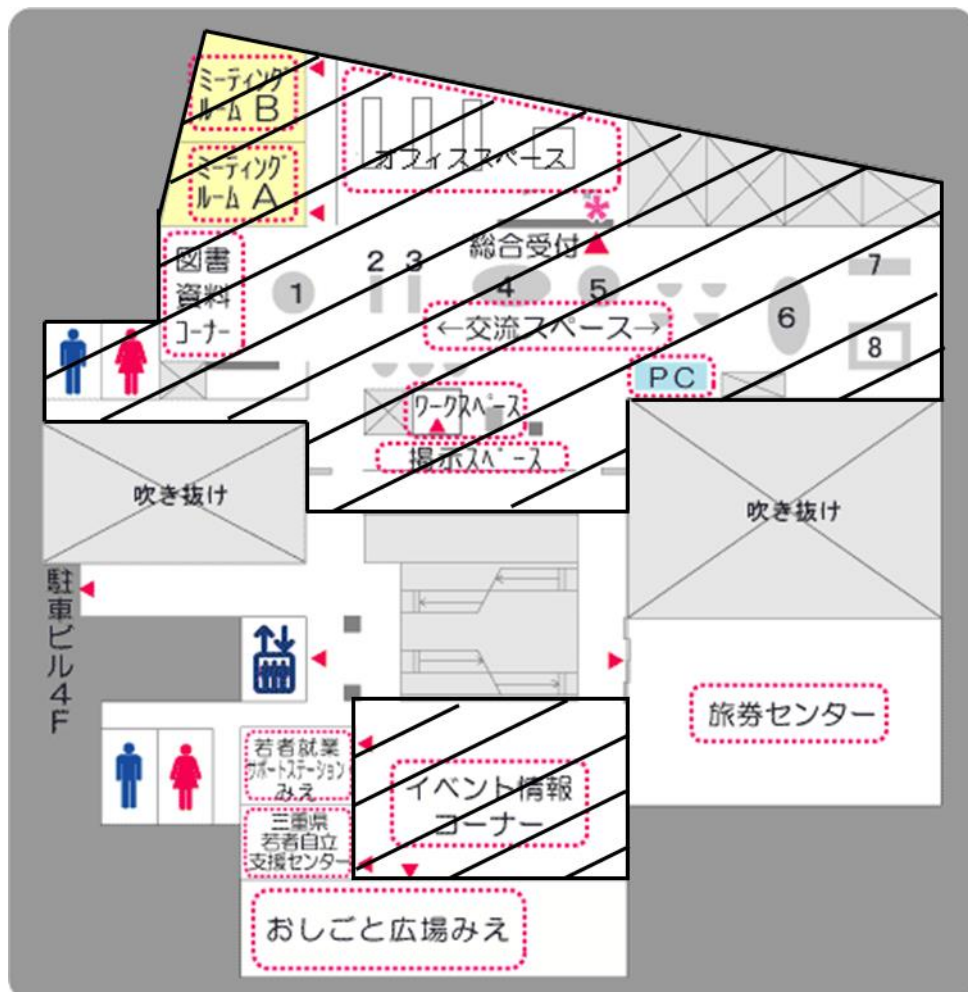 ミーティング
ルーム B
ミーティング
ルーム A
オフィススペース
*
総合受付
図書
資料
コーナー
1
2
3
4
5
6
7
8
←交流スペース→
PC
ワークスペース
掲示スペース
吹き抜け
吹き抜け
駐車ビル4F
旅券センター
若者就業
サポートステーション
みえ
三重県
若者自立
支援センター
イベント情報
コーナー
おしごと広場みえ